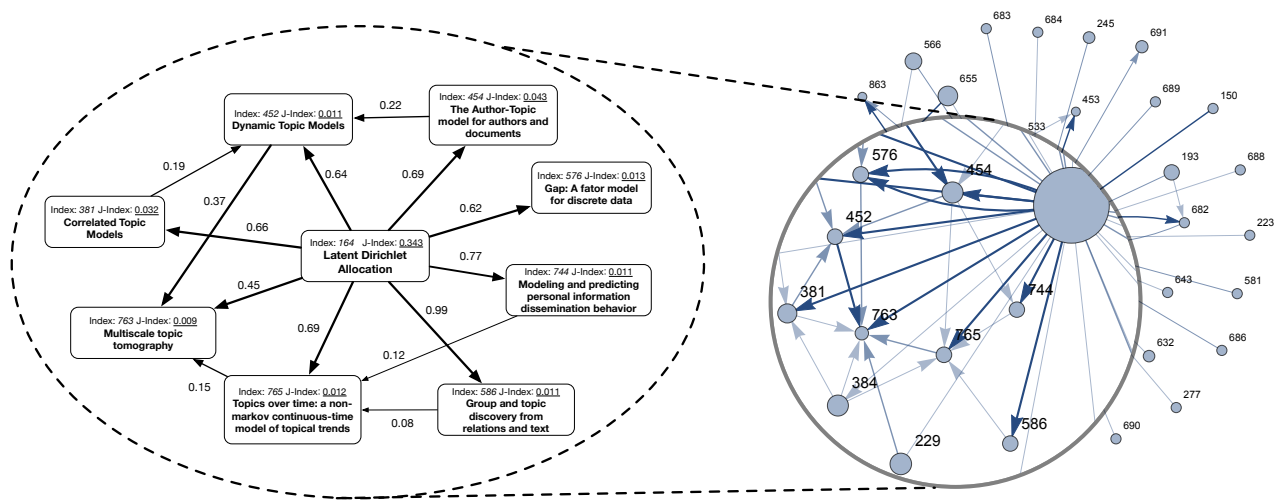 Index: 452 J-Index: 0.011
Dynamic Topic Models
0.22
Index: 454 J-Index: 0.043
The Author-Topic
model for authors and
documents
0.19
0.64
0.69
Index: 576 J-Index: 0.013
Gap: A fator model
for discrete data
0.37
0.62
Index: 381 J-Index: 0.032
Correlated Topic
Models
0.66
Index: 164 J-Index: 0.343
Latent Dirichlet
Allocation
0.77
Index: 744 J-Index: 0.011
Modeling and predicting
personal information
dissemination behavior
0.45
0.99
Index: 763 J-Index: 0.009
Multiscale topic
tomography
0.69
0.12
0.15
Index: 765 J-Index: 0.012
Topics over time: a non-
markov continuous-time
model of topical trends
0.08
Index: 586 J-Index: 0.011
Group and topic
discovery from
relations and text
683
684
245
691
566
655
863
453
689
150
533
576
454
193
688
452
682
223
381
744
643
581
763
765
632
686
384
277
586
690
229